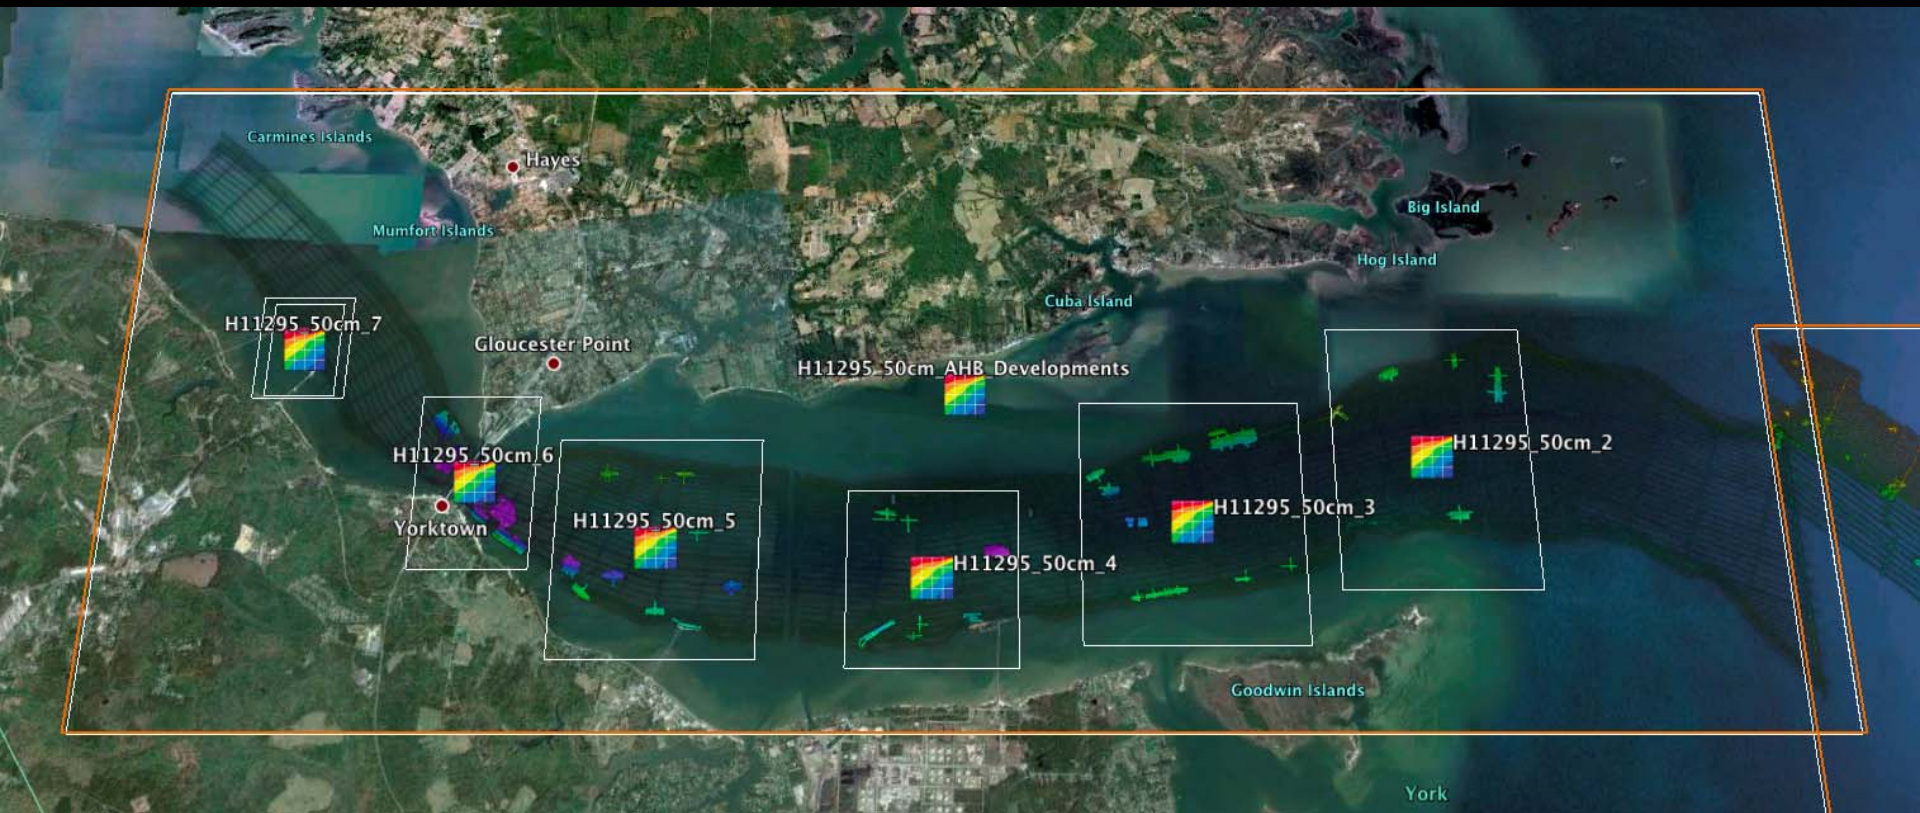 Carmines Islands
Hayes
Mumfort Islands
Big Island
Hog Island
Cuba Island
H11295_50cm_7
Gloucester Point
H11295_50cm_AHB_Developments
H11295_50cm_2
H11295_50cm_6
H11295_50cm_3
H11295_50cm_5
Yorktown
H11295_50cm_4
Goodwin Islands
York